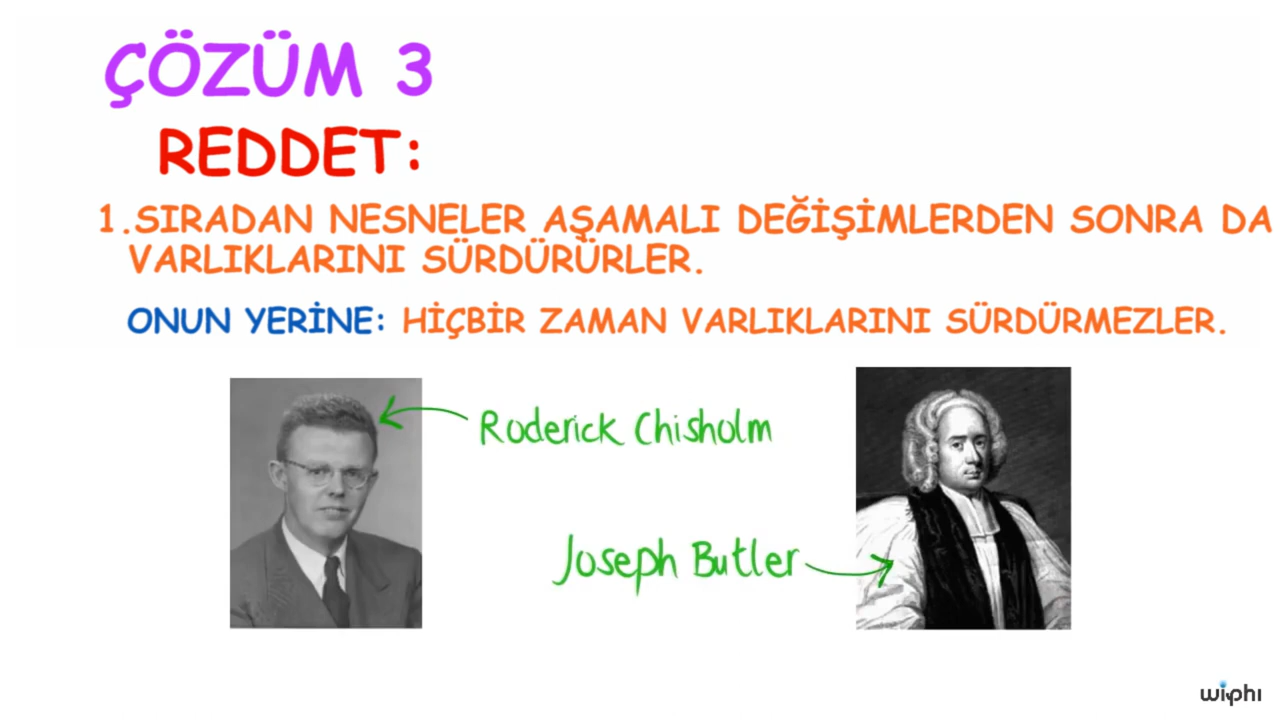 ÇÖZÜM 3
REDDET:
1.SIRADAN NESNELER AŞAMALI DEĞİŞİMLERDEN SONRA DA
VARLIKLARINI SÜRDÜRÜRLER.
ONUN YERİNE: HİÇBİR ZAMAN VARLIKLARINI SÜRDÜRMEZLER.
Roderick Chisholm
Joseph Butler
wiphi